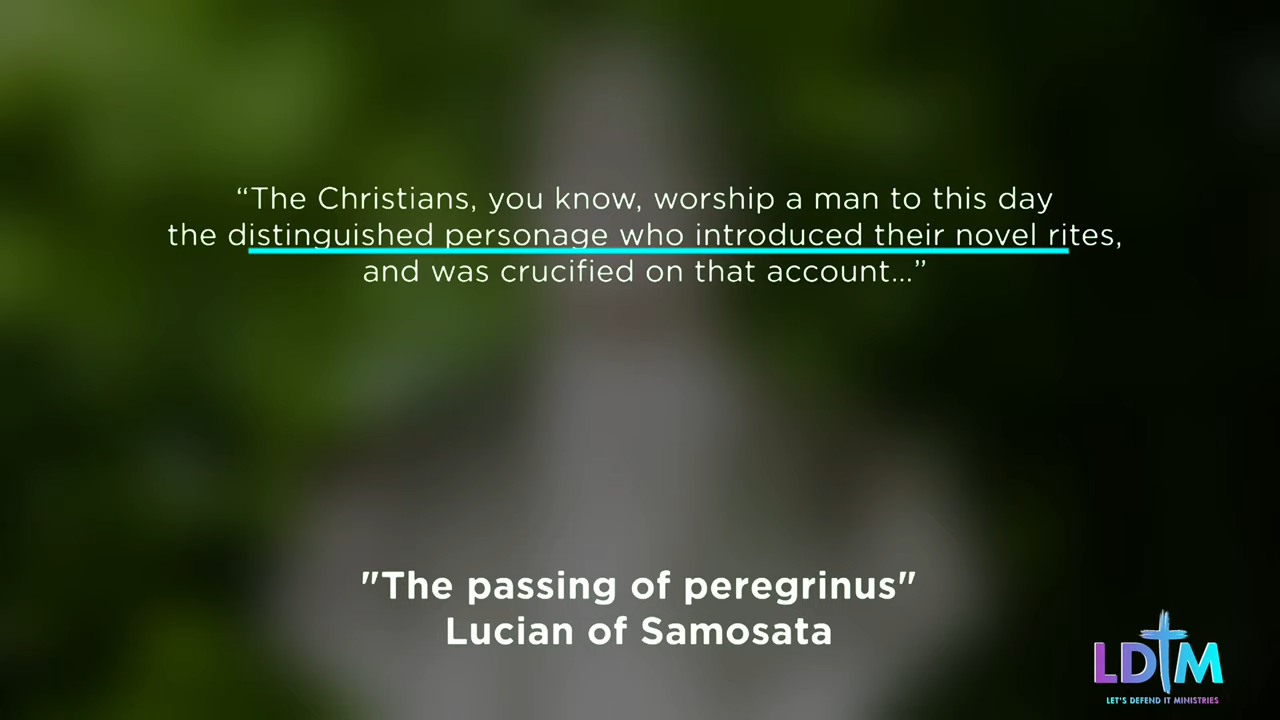 “The Christians, you know, worship a man to this day
the distinguished personage who introduced their novel rites,
and was crucified on that account...”
"The passing of peregrinus"
Lucian of Samosata
LDTM
LET'S DEFEND IT MINISTRIES